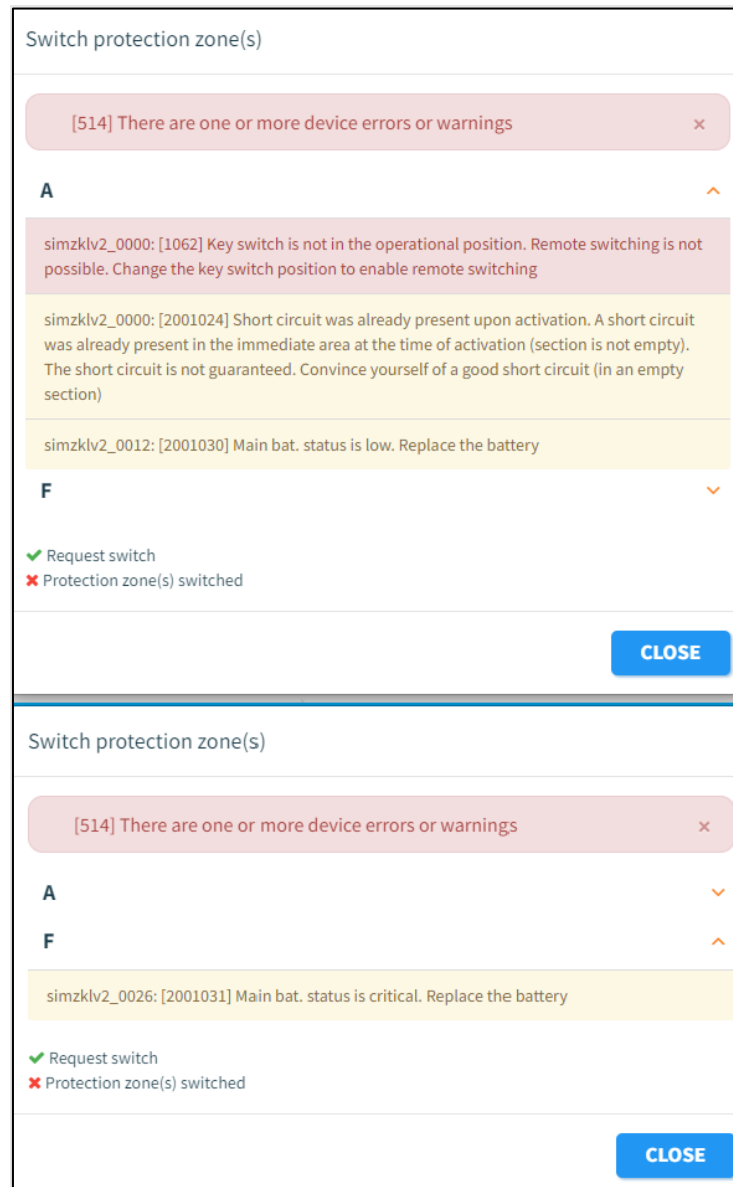 Switch protection zone(s)
[514] There are one or more device errors or warnings ×
A
simzklv2_0000: [1062] Key switch is not in the operational position. Remote switching is not
possible. Change the key switch position to enable remote switching
simzklv2_0000: [2001024] Short circuit was already present upon activation. A short circuit
was already present in the immediate area at the time of activation (section is not empty).
The short circuit is not guaranteed. Convince yourself of a good short circuit (in an empty
section)
simzklv2_0012: [2001030] Main bat. status is low. Replace the battery
F
Request switch
Protection zone(s) switched
CLOSE
Switch protection zone(s)
[514] There are one or more device errors or warnings ×
A
F
simzklv2_0026: [2001031] Main bat. status is critical. Replace the battery
Request switch
Protection zone(s) switched
CLOSE